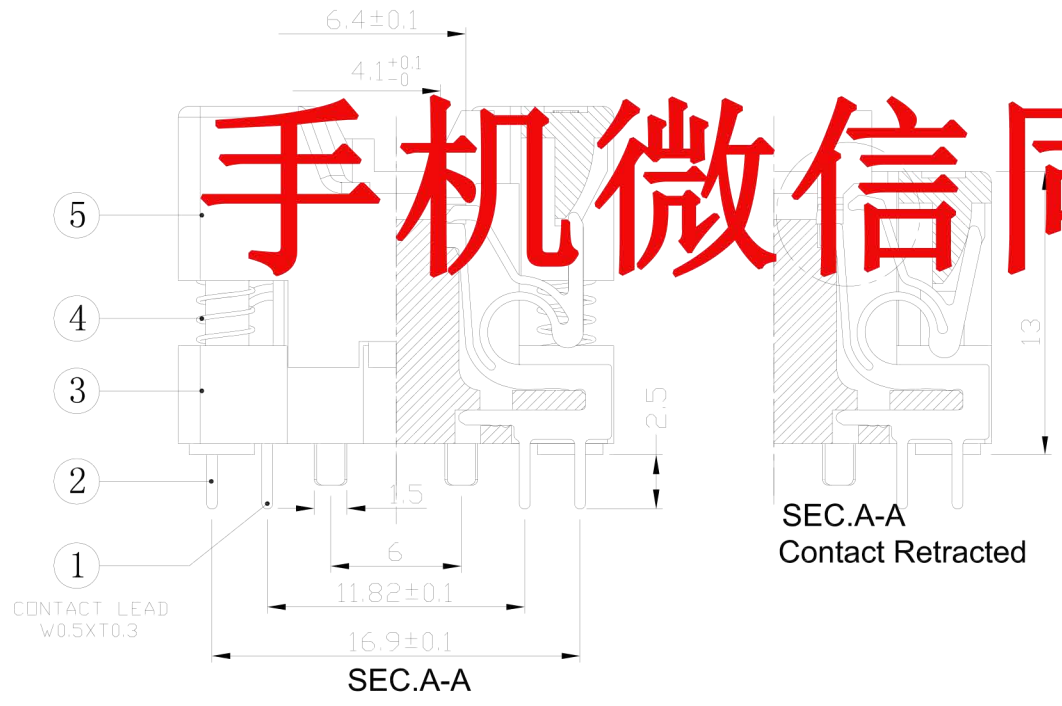 6.4±0.1
4.1+0.1
-0
手机微信同
5
4
3
2
1
13
2.5
1.5
6
11.82±0.1
16.9±0.1
CONTACT LEAD
W0.5XT0.3
SEC.A-A
SEC.A-A
Contact Retracted